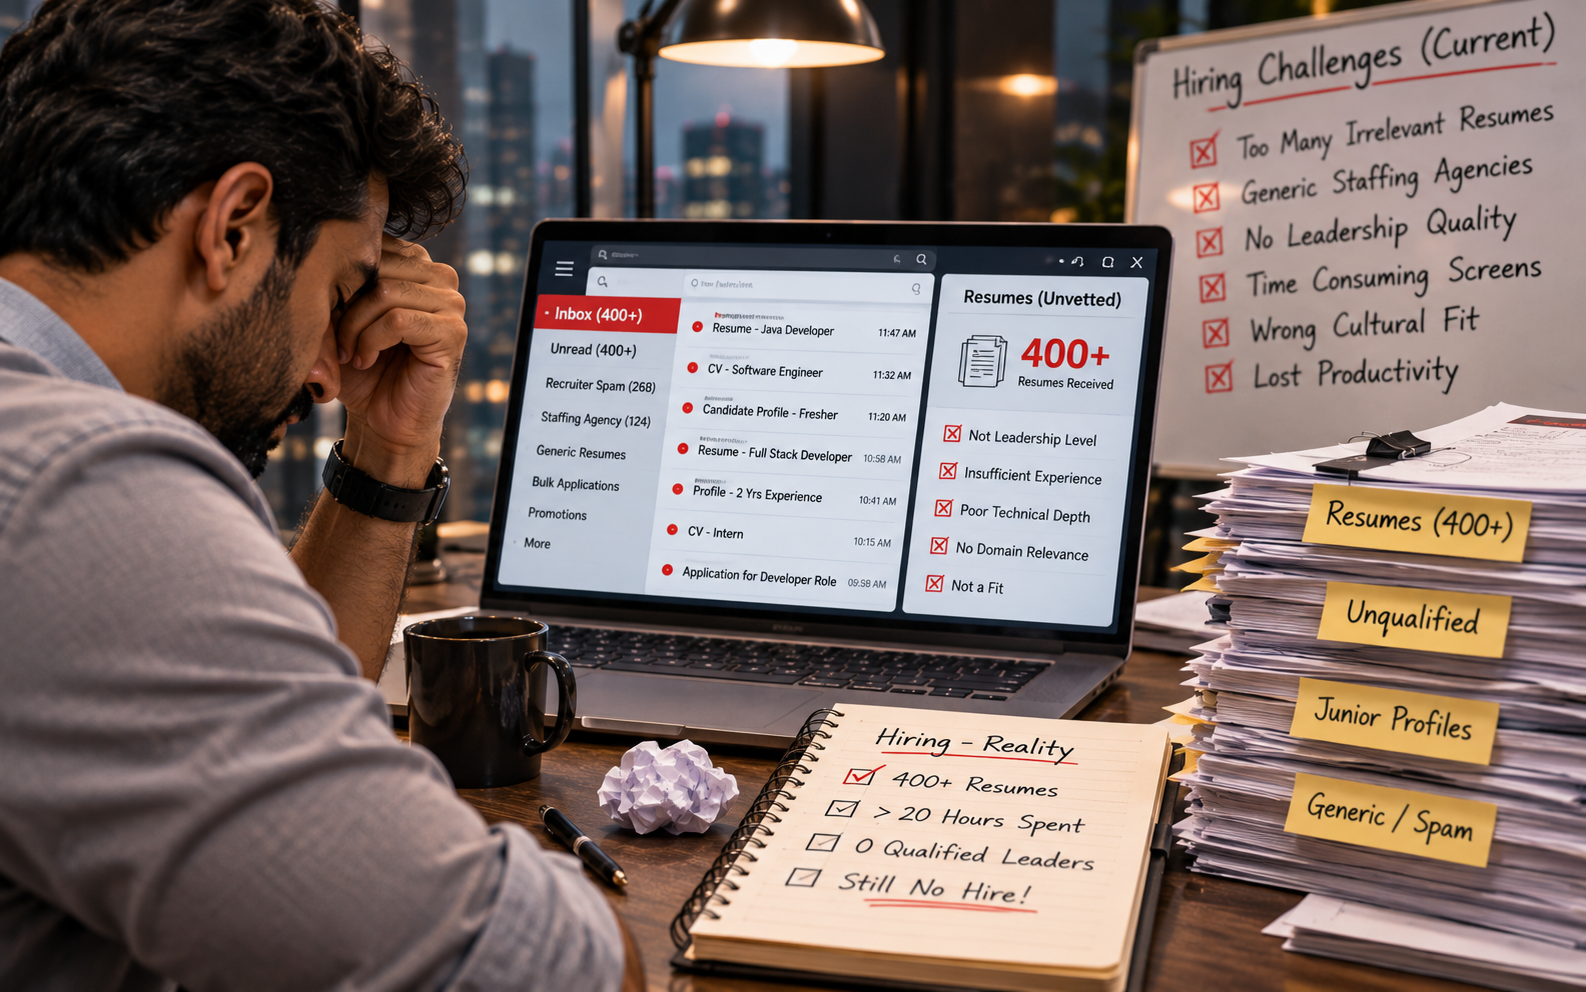 Hiring Challenges (Current)
Too Many Irrelevant Resumes
Generic Staffing Agencies
No Leadership Quality
Time Consuming Screens
Wrong Cultural Fit
Lost Productivity
Inbox (400+)
Unread (400+)
Recruiter Spam (268)
Staffing Agency (124)
Generic Resumes
Bulk Applications
Promotions
More
Resume - Java Developer 11:47 AM
CV - Software Engineer 11:32 AM
Candidate Profile - Fresher 11:20 AM
Resume - Full Stack Developer 10:58 AM
Profile - 2 Yrs Experience 10:41 AM
CV - Intern 10:15 AM
Application for Developer Role 09:58 AM
Resumes (Unvetted)
400+
Resumes Received
Not Leadership Level
Insufficient Experience
Poor Technical Depth
No Domain Relevance
Not a Fit
Resumes (400+)
Unqualified
Junior Profiles
Generic / Spam
Hiring - Reality
400+ Resumes
> 20 Hours Spent
0 Qualified Leaders
Still No Hire!